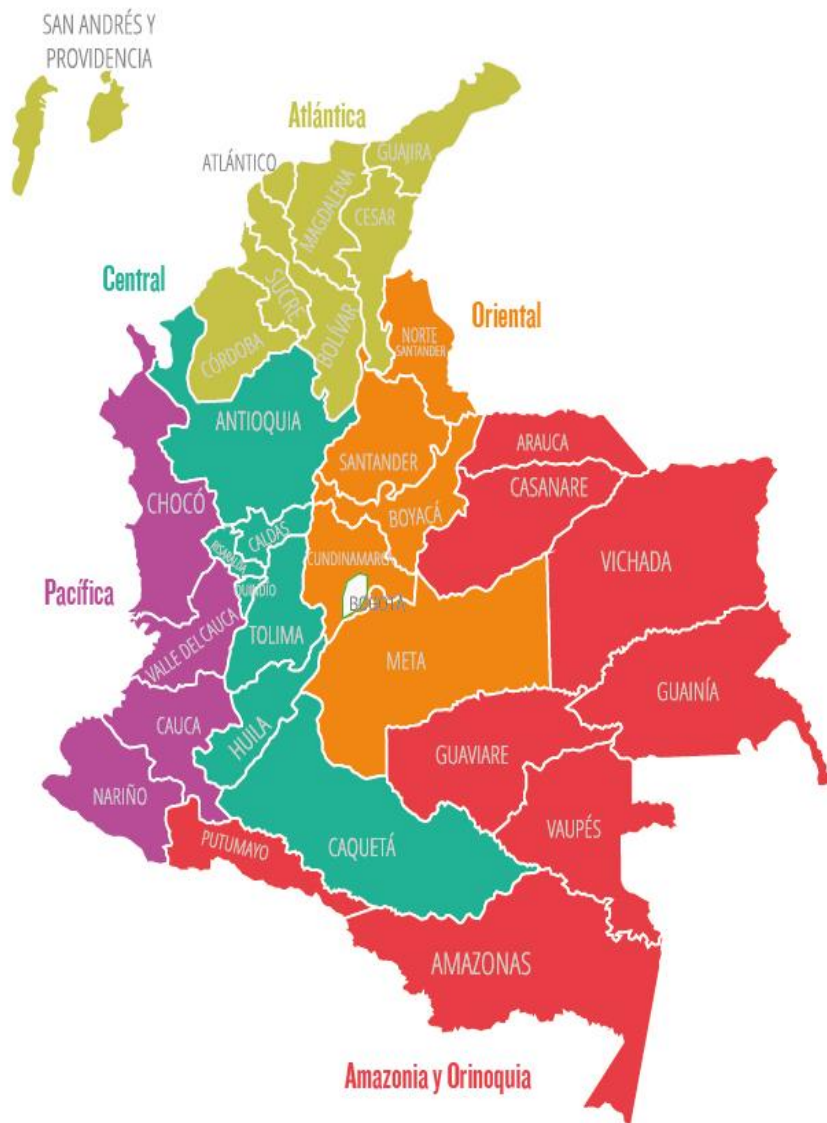 SAN ANDRÉS Y
PROVIDENCIA
Atlántica
GUAJIRA
ATLÁNTICO
MAGDALENA
CESAR
Central
SUCRE
BOLÍVAR
Oriental
NORTE
SANTANDER
CÓRDOBA
ANTIOQUIA
ARAUCA
SANTANDER
CASANARE
CHOCÓ
BOYACÁ
CALDAS
RISARALDA
CUNDINAMARC
VICHADA
QUINDÍO
Pacífica
BOGOTÁ
TOLIMA
VALLE DEL CAUCA
META
GUAINÍA
CAUCA
HUILA
GUAVIARE
NARIÑO
VAUPÉS
PUTUMAYO
CAQUETÁ
AMAZONAS
Amazonia y Orinoquia